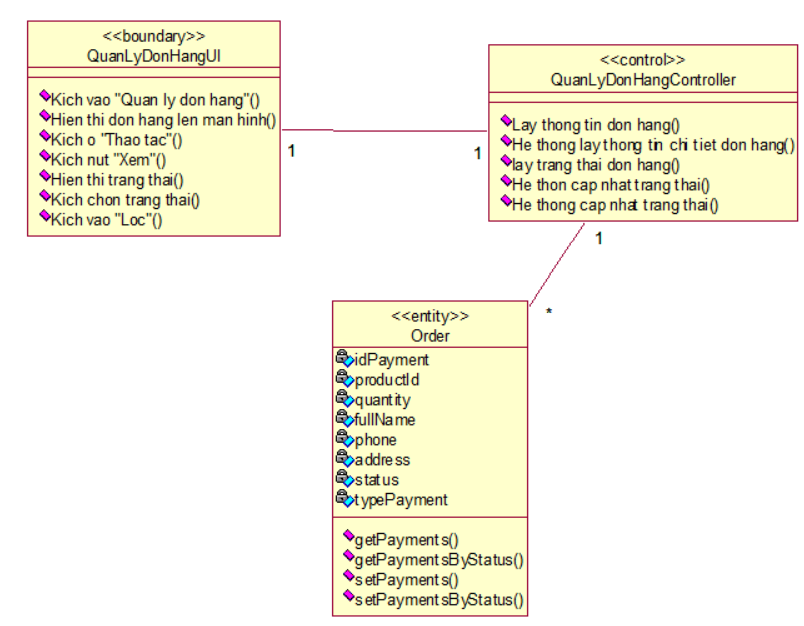 <<boundary>>
QuanLyDonHangUI
Kich vao "Quan ly don hang"()
Hien thi don hang len man hinh()
Kich o "Thao tac"()
Kich nut "Xem"()
Hien thi trang thai()
Kich chon trang thai()
Kich vao "Loc"()
1
1
<<control>>
QuanLyDonHangController
Lay thong tin don hang()
He thong lay thong tin chi tiet don hang()
lay trang thai don hang()
He thon cap nhat trang thai()
He thong cap nhat trang thai()
1
*
<<entity>>
Order
idPayment
productId
quantity
fullName
phone
address
status
typePayment
getPayments()
getPaymentsByStatus()
setPayments()
setPaymentsByStatus()